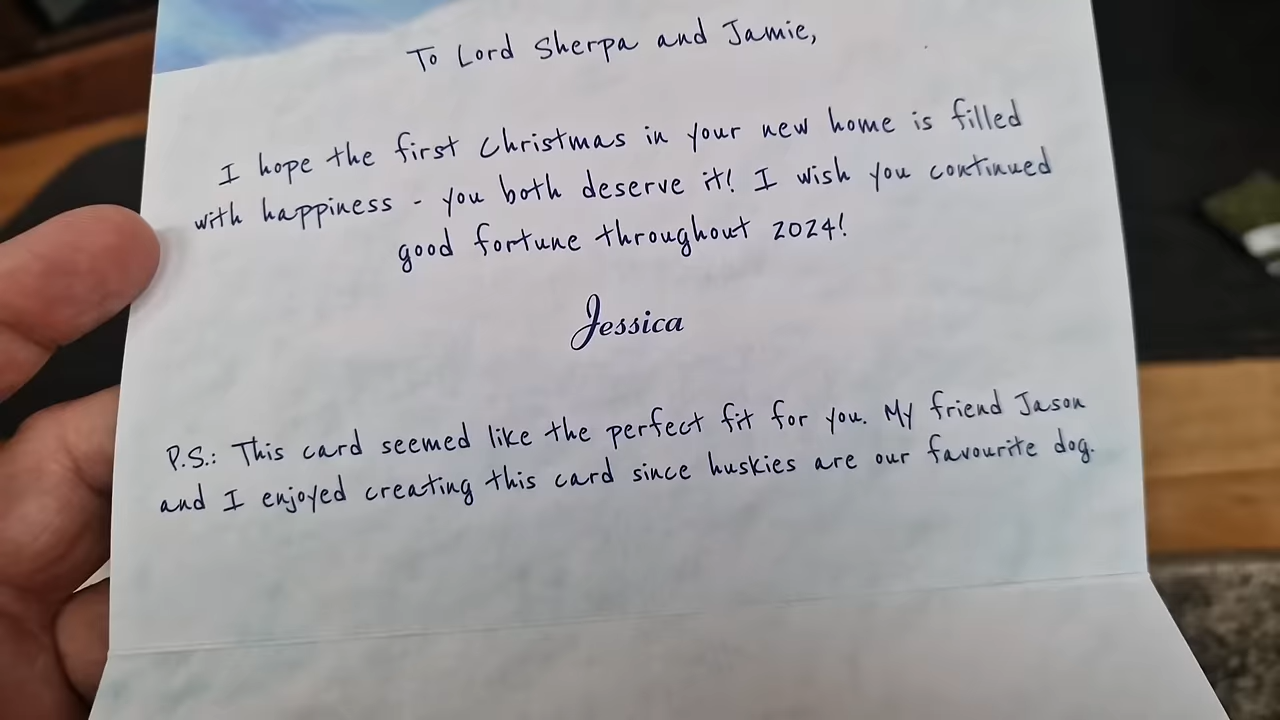 To Lord Sherpa and Jamie,
I hope the first Christmas in your new home is filled
with happiness - you both deserve it! I wish you continued
good fortune throughout 2024!
Jessica
P.S.: This card seemed like the perfect fit for you. My friend Jason
and I enjoyed creating this card since huskies are our favourite dog.